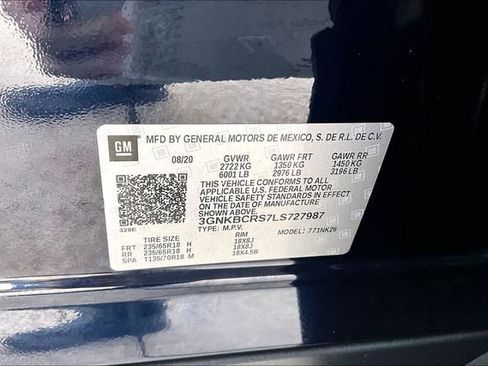 GM
MFD BY GENERAL MOTORS DE MEXICO, S. DE R.L. DE C.V.
08/20 GVWR GAWR FRT GAWR RR
2722 KG 1350 KG 1450 KG
6001 LB 2976 LB 3196 LB
THIS VEHICLE CONFORMS TO ALL
APPLICABLE U.S. FEDERAL MOTOR
VEHICLE SAFETY STANDARDS IN EFFECT
ON THE DATE OF MANUFACTURE
SHOWN ABOVE.
3GNKBCRS7LS727987
328E TYPE: M.P.V. MODEL: 771NK26
TIRE SIZE RIM
FRT 235/65R18 H 18X8J
RR 235/65R18 H 18X8J
SPA T135/70R18 M 18X4.5B